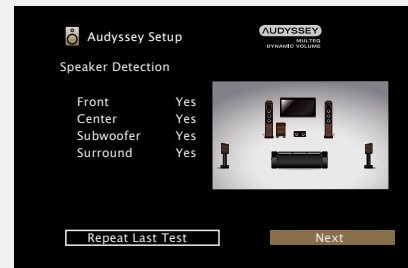 Audyssey Setup
AUDYSSEY
MULTEQ
DYNAMIC VOLUME
Speaker Detection
Front Yes
Center Yes
Subwoofer Yes
Surround Yes
Repeat Last Test
Next